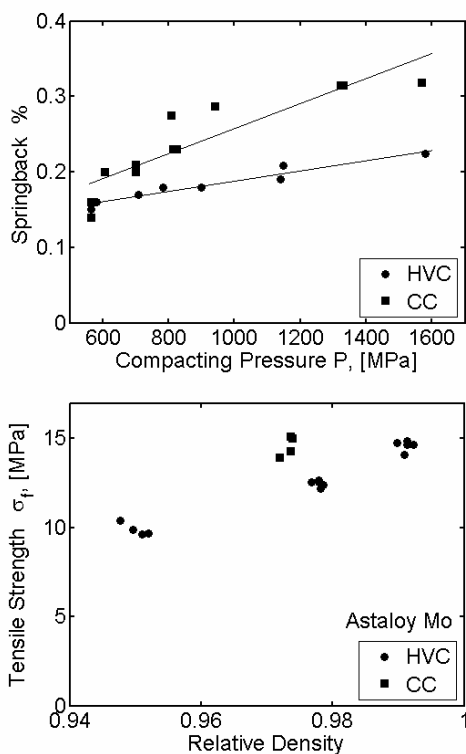 0.4
0.3
0.2
0.1
0
Springback %
HVC
CC
600 800 1000 1200 1400 1600
Compacting Pressure P, [MPa]
15
10
5
0
Tensile Strength σf, [MPa]
Astaloy Mo
HVC
CC
0.94 0.96 0.98 1
Relative Density